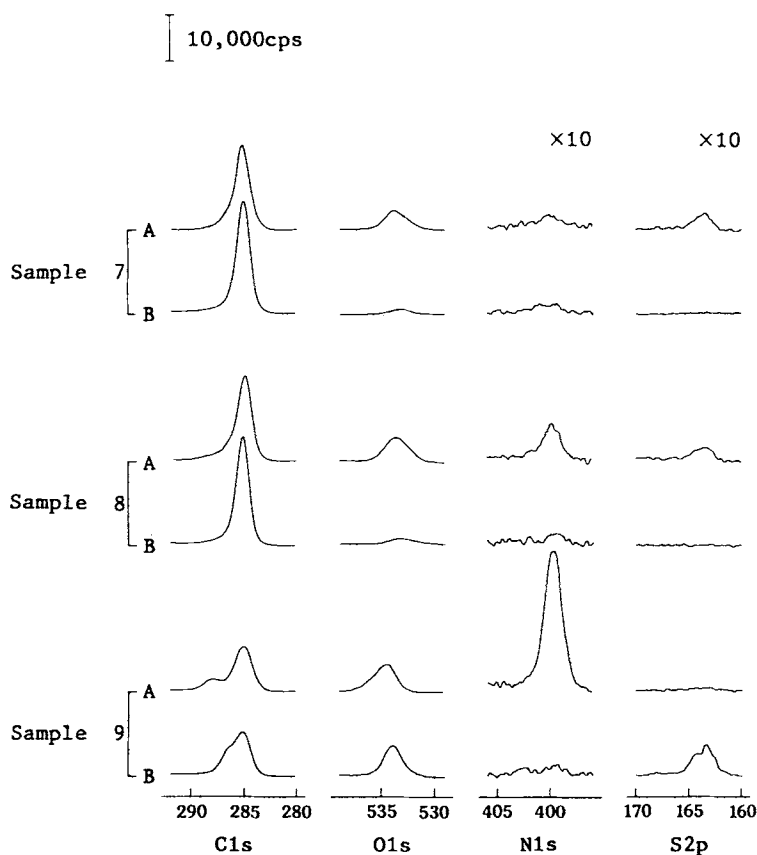 10,000cps
×10 ×10
A
Sample 7
B
A
Sample 8
B
A
Sample 9
B
290 285 280 535 530 405 400 170 165 160
C1s O1s N1s S2p